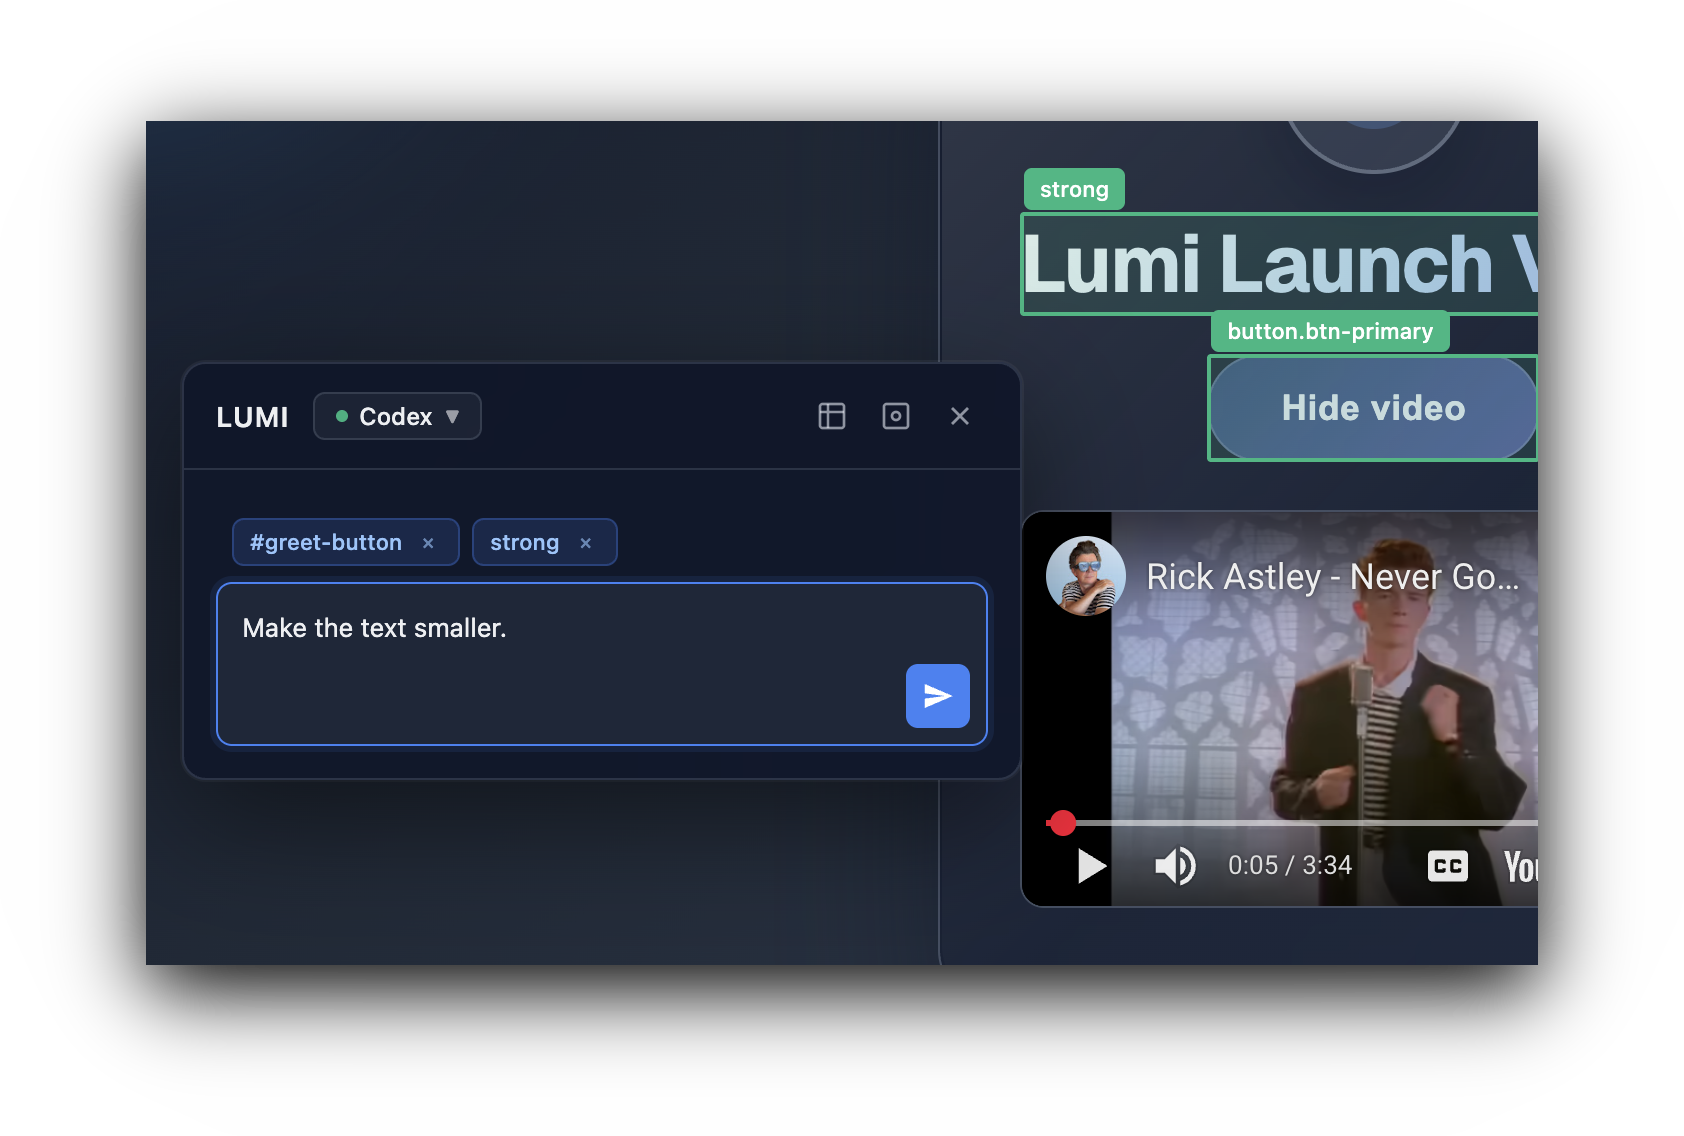 strong
Lumi Launch
button.btn-primary
Hide video
LUMI Codex
#greet-button × strong ×
Make the text smaller.
Rick Astley - Never Go...
0:05 / 3:34
CC